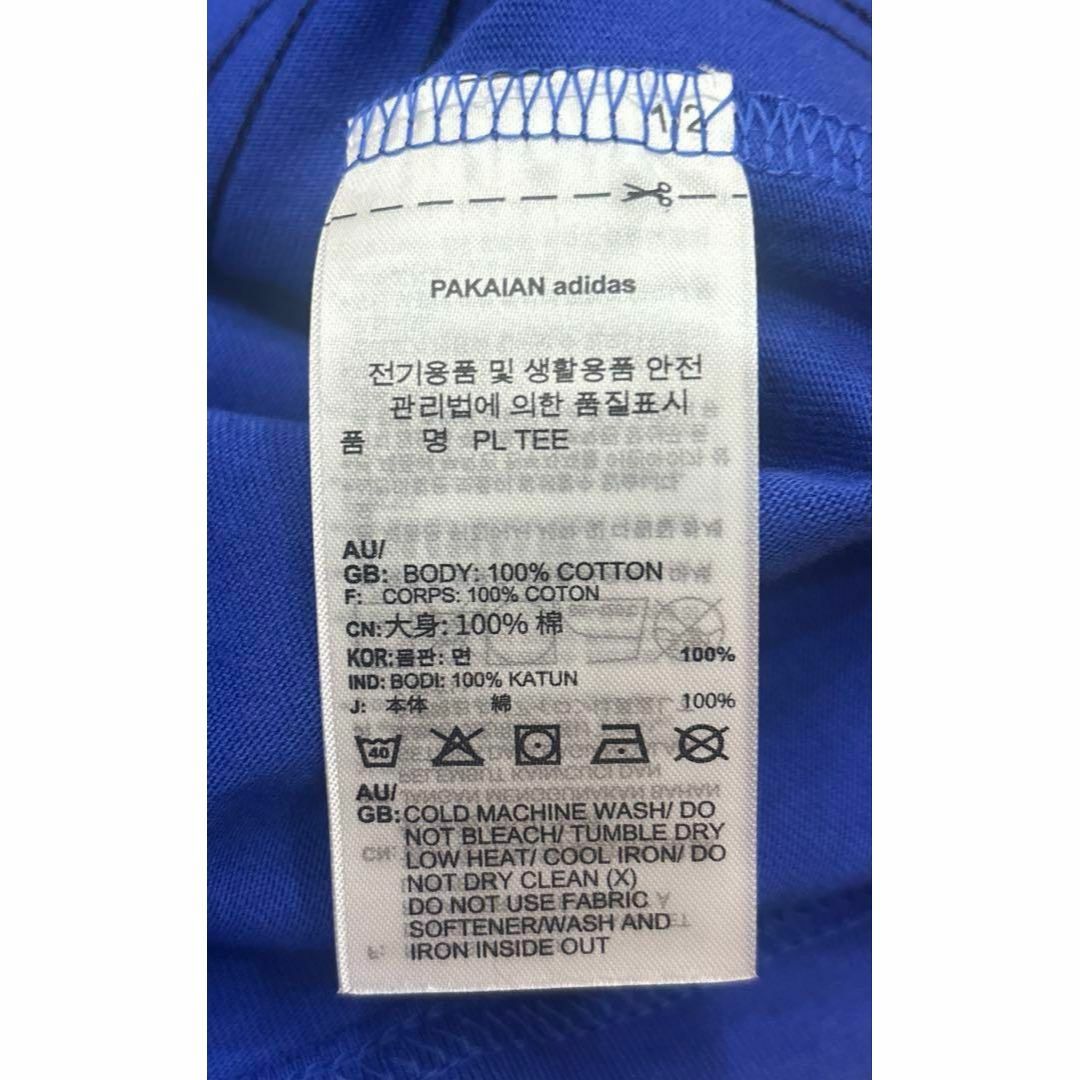 1.2
PAKAIAN adidas
전기용품 및 생활용품 안전
관리법에 의한 품질표시
품 명 PL TEE
AU/
GB: BODY: 100% COTTON
F: CORPS: 100% COTON
CN: 大身: 100% 棉
KOR: 몸판: 면 100%
IND: BODI: 100% KATUN
J: 本体 綿 100%
40
AU/
GB: COLD MACHINE WASH/ DO
NOT BLEACH/ TUMBLE DRY
LOW HEAT/ COOL IRON/ DO
NOT DRY CLEAN (X)
DO NOT USE FABRIC
SOFTENER/WASH AND
IRON INSIDE OUT